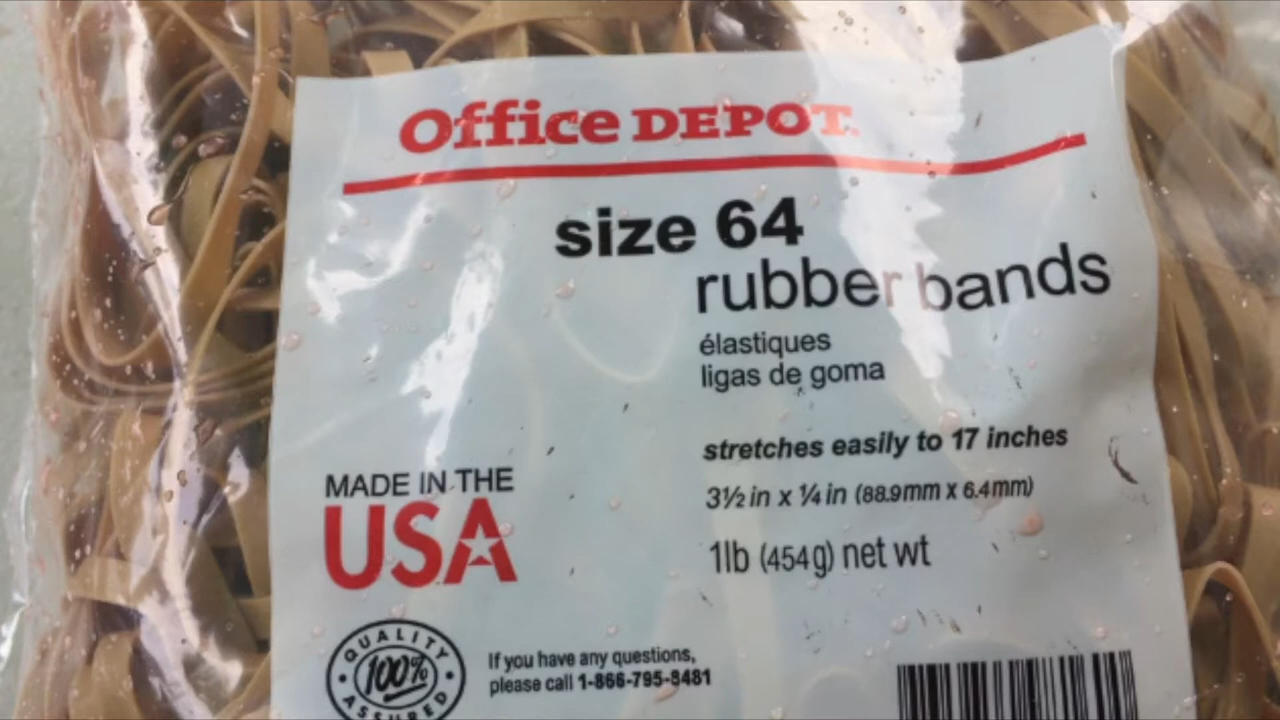 Office DEPOT.
size 64
rubber bands
élastiques
ligas de goma
stretches easily to 17 inches
3½ in x ¼ in (88.9mm x 6.4mm)
1lb (454g) net wt
MADE IN THE
USA
QUALITY
100%
ASSURED
If you have any questions,
please call 1-866-795-8481